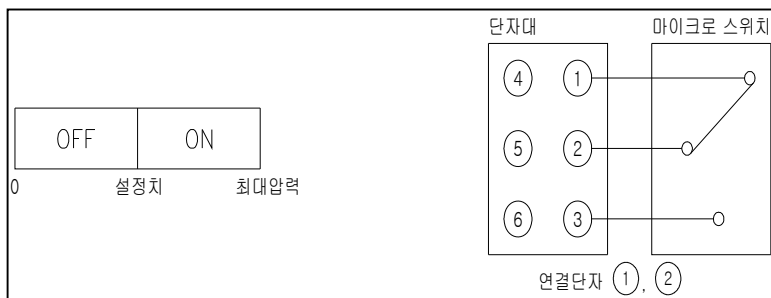 단자대 마이크로 스위치
④ ①
OFF ON
⑤ ②
0 설정치 최대압력
⑥ ③
연결단자 ①, ②